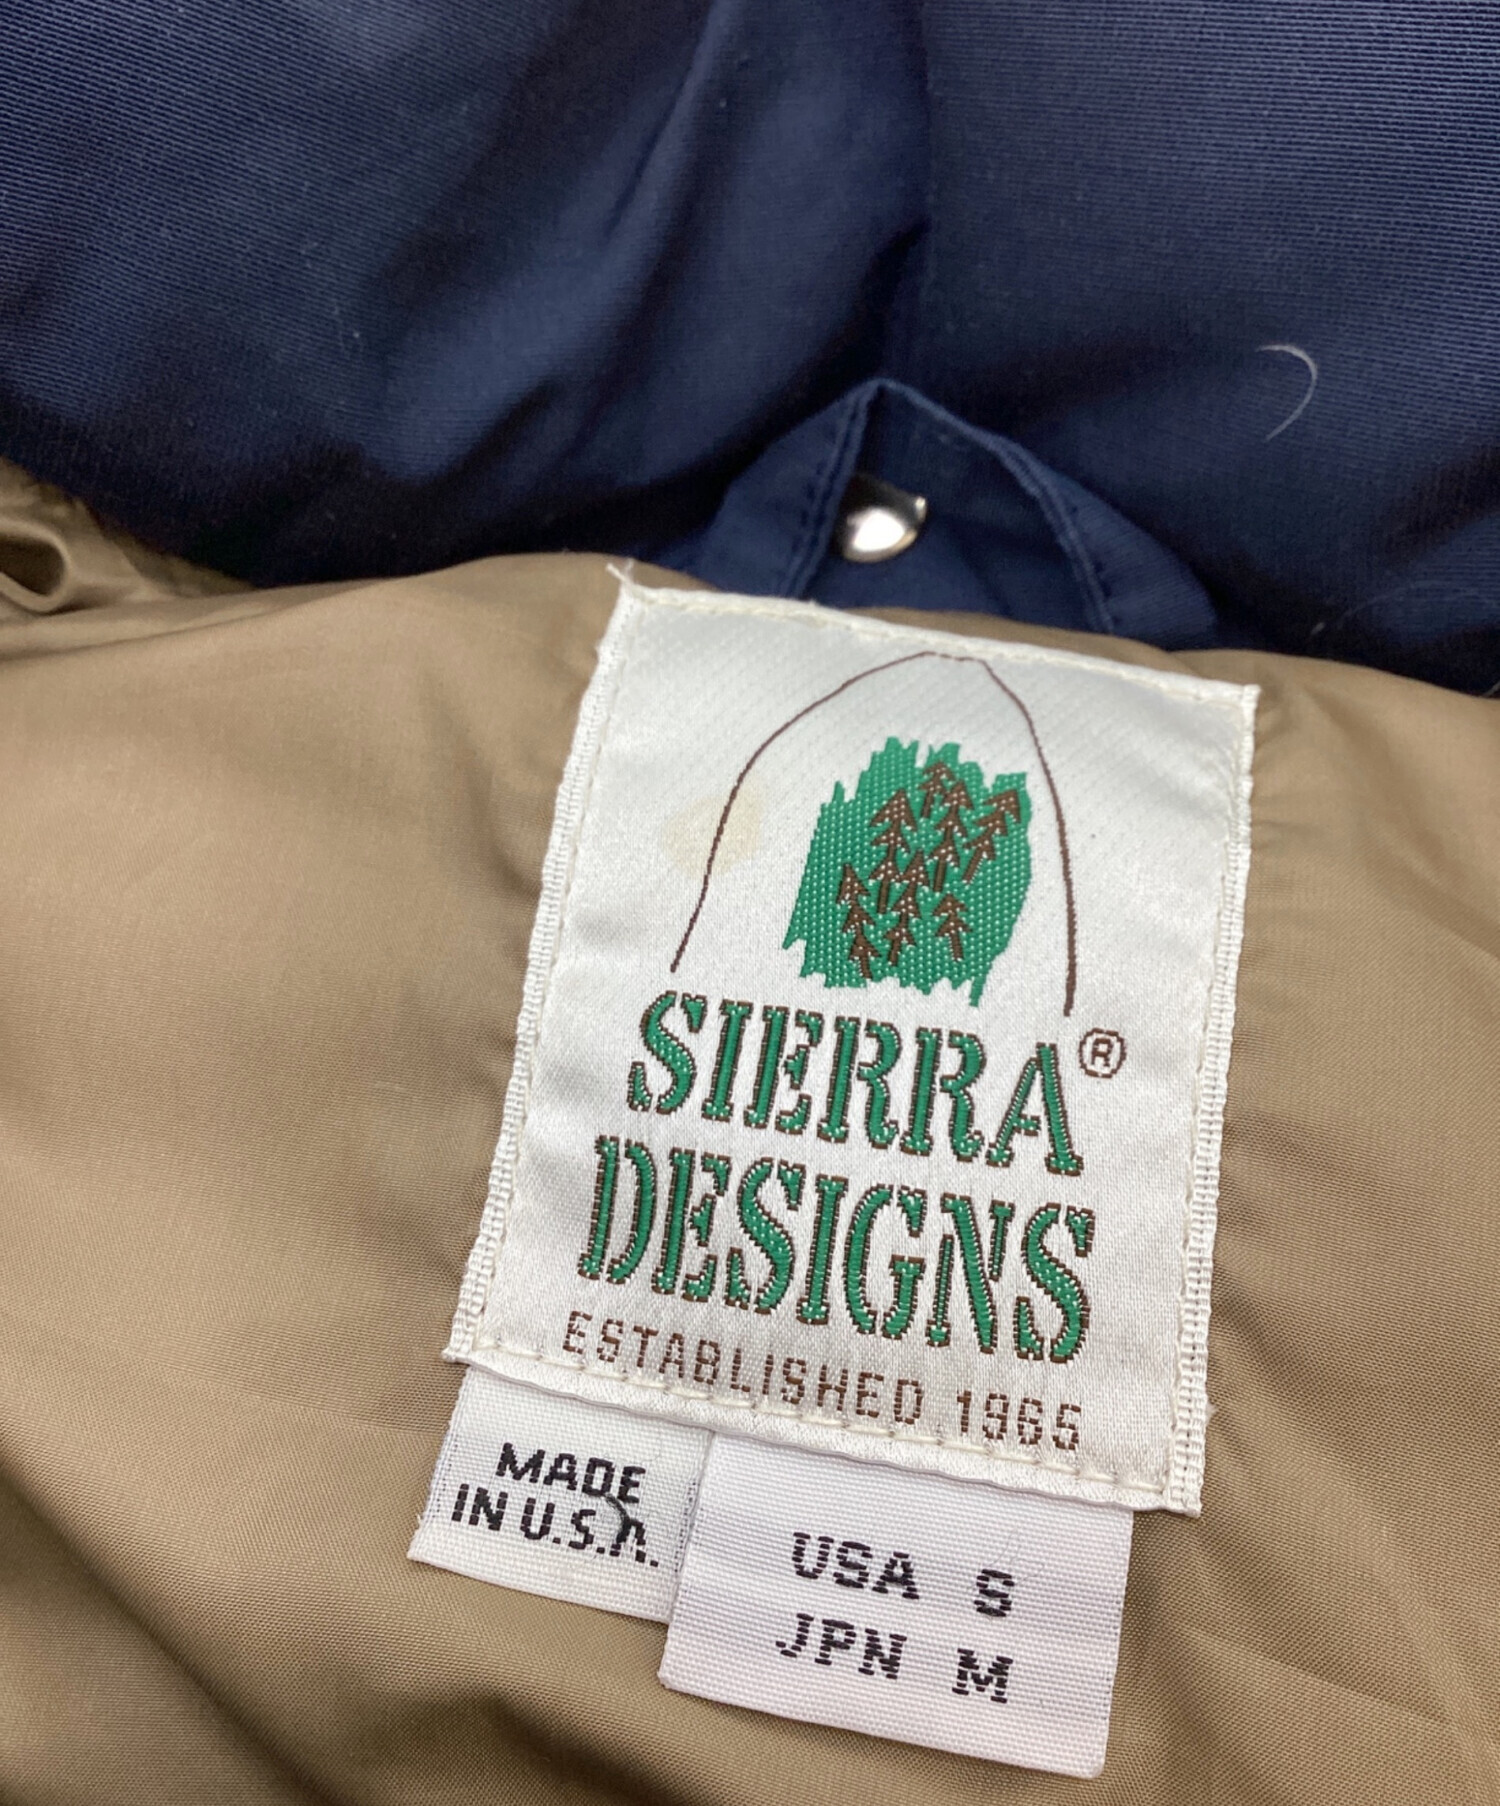 SIERRA®
DESIGNS
ESTABLISHED 1965
MADE
IN U.S.A.
USA S
JPN M